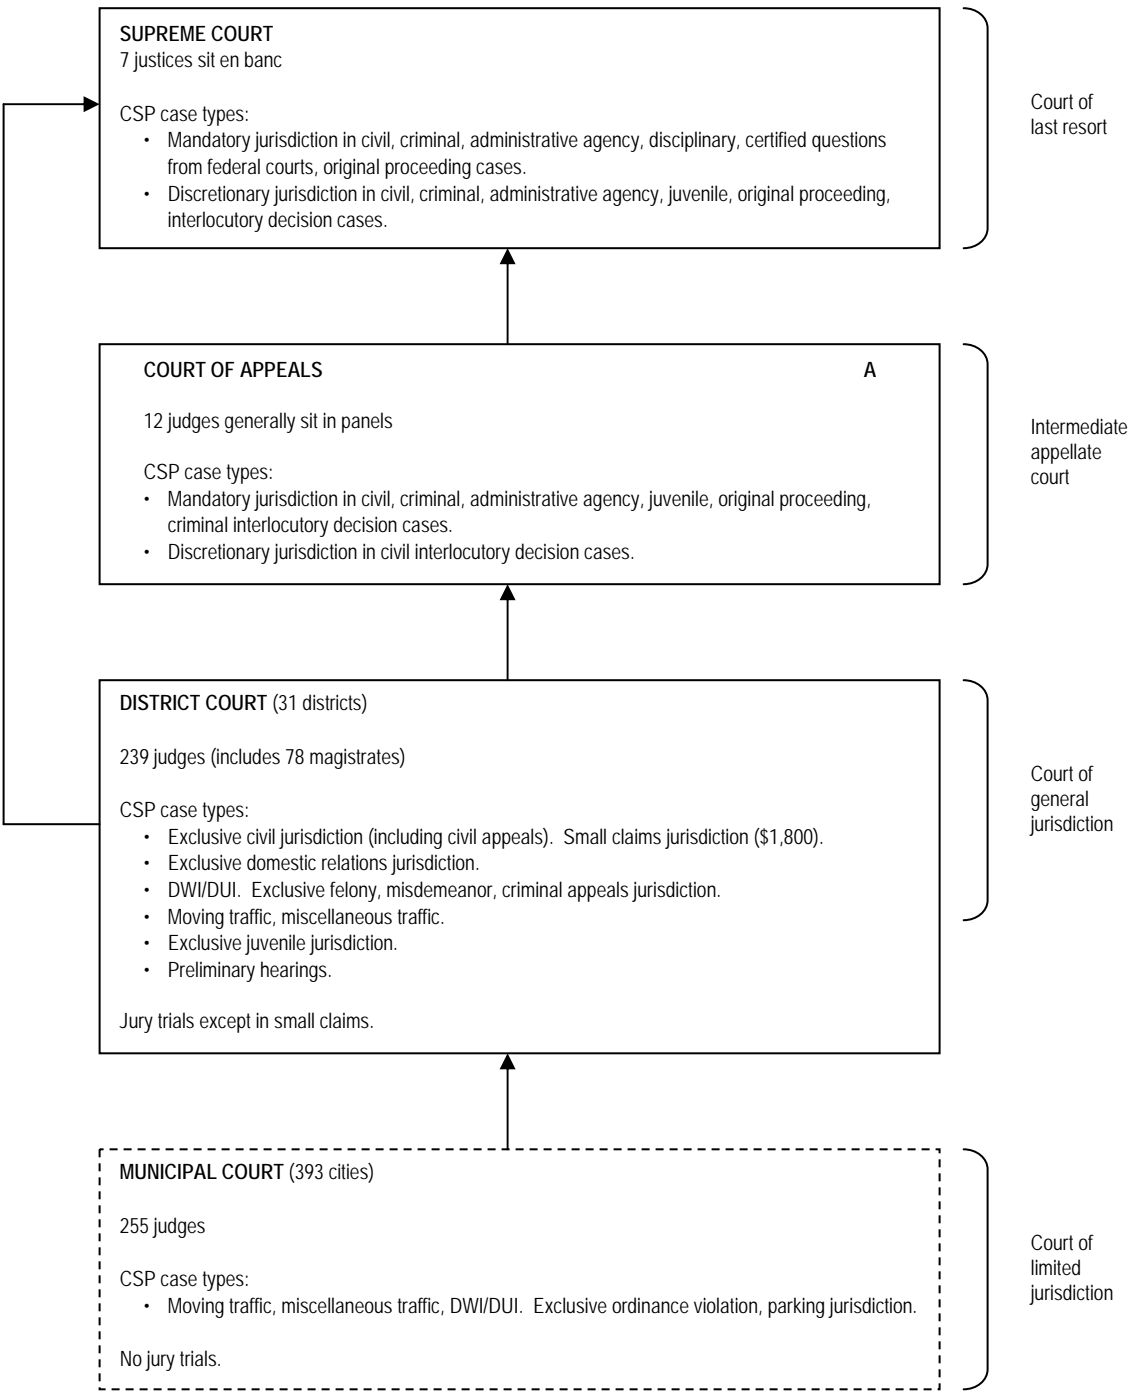 SUPREME COURT
7 justices sit en banc
CSP case types:
• Mandatory jurisdiction in civil, criminal, administrative agency, disciplinary, certified questions
from federal courts, original proceeding cases.
• Discretionary jurisdiction in civil, criminal, administrative agency, juvenile, original proceeding,
interlocutory decision cases.
Court of
last resort
COURT OF APPEALS A
12 judges generally sit in panels
CSP case types:
• Mandatory jurisdiction in civil, criminal, administrative agency, juvenile, original proceeding,
criminal interlocutory decision cases.
• Discretionary jurisdiction in civil interlocutory decision cases.
Intermediate
appellate
court
DISTRICT COURT (31 districts)
239 judges (includes 78 magistrates)
CSP case types:
• Exclusive civil jurisdiction (including civil appeals). Small claims jurisdiction ($1,800).
• Exclusive domestic relations jurisdiction.
• DWI/DUI. Exclusive felony, misdemeanor, criminal appeals jurisdiction.
• Moving traffic, miscellaneous traffic.
• Exclusive juvenile jurisdiction.
• Preliminary hearings.
Jury trials except in small claims.
Court of
general
jurisdiction
MUNICIPAL COURT (393 cities)
255 judges
CSP case types:
• Moving traffic, miscellaneous traffic, DWI/DUI. Exclusive ordinance violation, parking jurisdiction.
No jury trials.
Court of
limited
jurisdiction